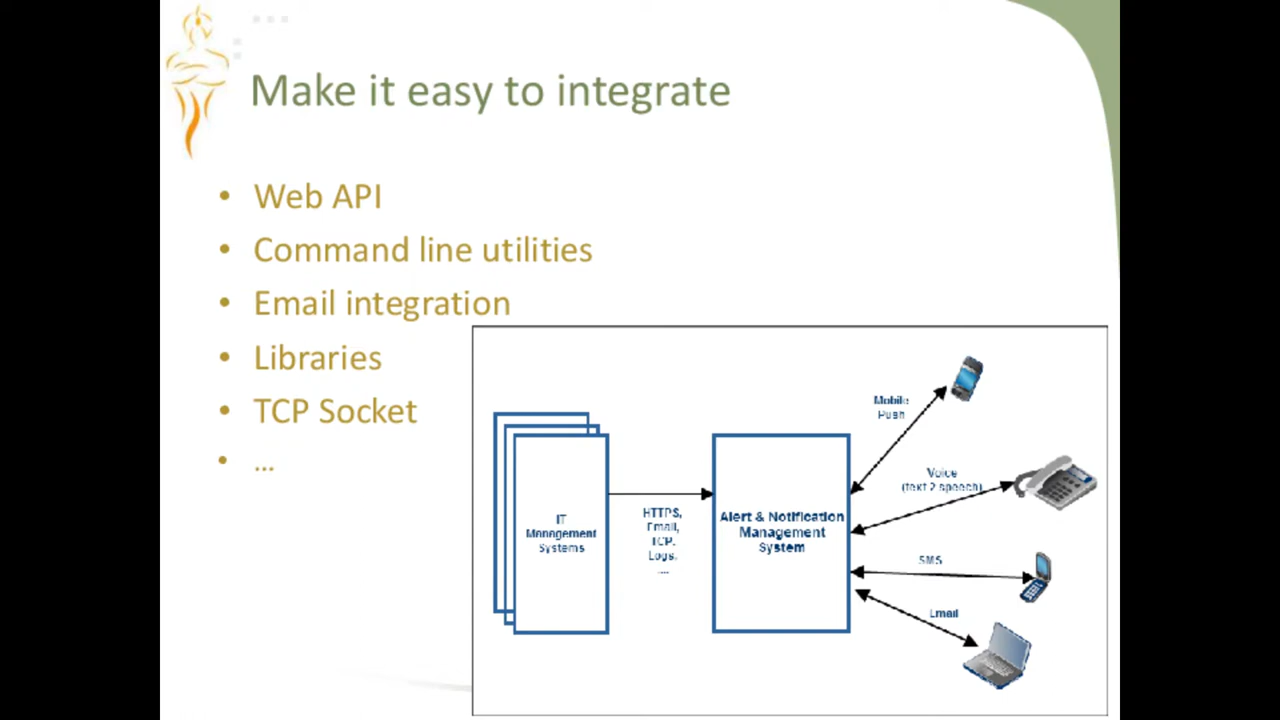 Make it easy to integrate
• Web API
• Command line utilities
• Email integration
• Libraries
• TCP Socket
• ...
IT
Management
Systems
HTTPS,
Email,
TCP,
Logs,
....
Alert & Notification
Management
System
Mobile
Push
Voice
(text 2 speech)
SMS
Email